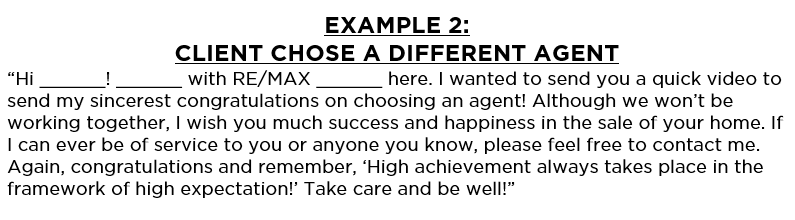 EXAMPLE 2:
CLIENT CHOSE A DIFFERENT AGENT
“Hi ______! ______ with RE/MAX ______ here. I wanted to send you a quick video to
send my sincerest congratulations on choosing an agent! Although we won’t be
working together, I wish you much success and happiness in the sale of your home. If
I can ever be of service to you or anyone you know, please feel free to contact me.
Again, congratulations and remember, ‘High achievement always takes place in the
framework of high expectation!’ Take care and be well!”